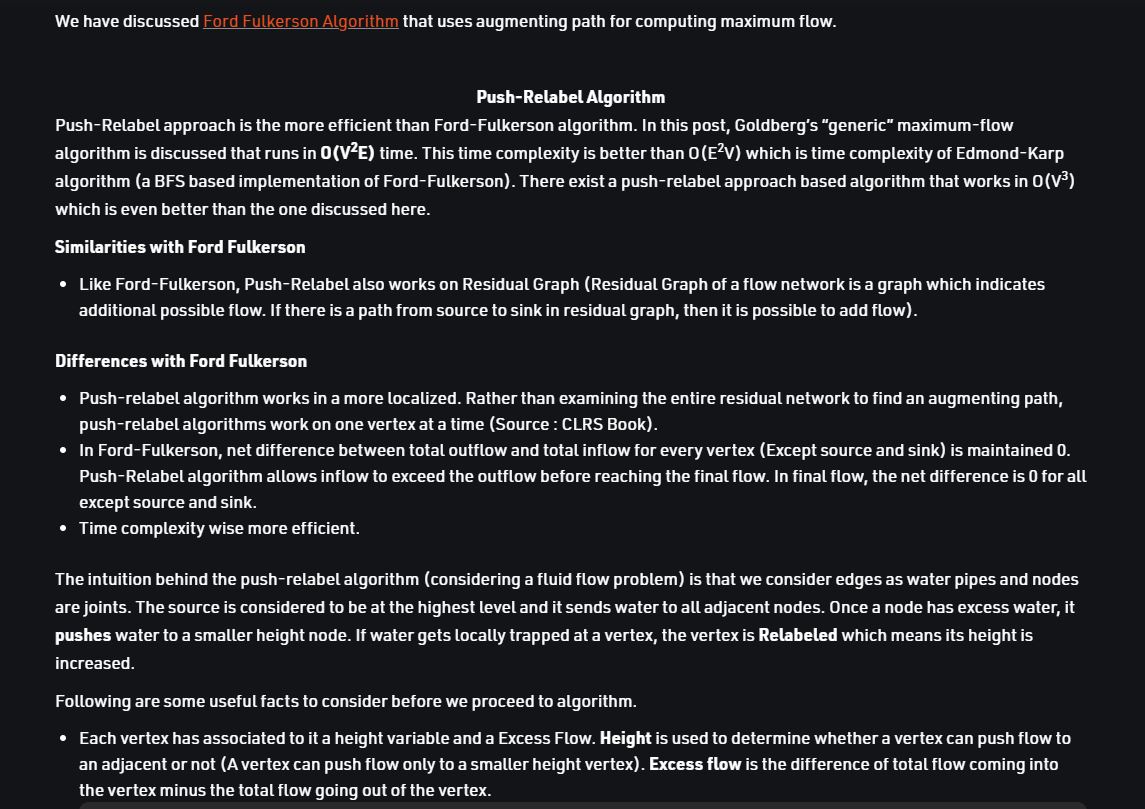 We have discussed Ford Fulkerson Algorithm that uses augmenting path for computing maximum flow.
Push-Relabel Algorithm
Push-Relabel approach is the more efficient than Ford-Fulkerson algorithm. In this post, Goldberg's "generic" maximum-flow
algorithm is discussed that runs in O(V²E) time. This time complexity is better than O(E²V) which is time complexity of Edmond-Karp
algorithm (a BFS based implementation of Ford-Fulkerson). There exist a push-relabel approach based algorithm that works in O(V³)
which is even better than the one discussed here.
Similarities with Ford Fulkerson
• Like Ford-Fulkerson, Push-Relabel also works on Residual Graph (Residual Graph of a flow network is a graph which indicates
additional possible flow. If there is a path from source to sink in residual graph, then it is possible to add flow).
Differences with Ford Fulkerson
• Push-relabel algorithm works in a more localized. Rather than examining the entire residual network to find an augmenting path,
push-relabel algorithms work on one vertex at a time (Source : CLRS Book).
• In Ford-Fulkerson, net difference between total outflow and total inflow for every vertex (Except source and sink) is maintained 0.
Push-Relabel algorithm allows inflow to exceed the outflow before reaching the final flow. In final flow, the net difference is 0 for all
except source and sink.
• Time complexity wise more efficient.
The intuition behind the push-relabel algorithm (considering a fluid flow problem) is that we consider edges as water pipes and nodes
are joints. The source is considered to be at the highest level and it sends water to all adjacent nodes. Once a node has excess water, it
pushes water to a smaller height node. If water gets locally trapped at a vertex, the vertex is Relabeled which means its height is
increased.
Following are some useful facts to consider before we proceed to algorithm.
• Each vertex has associated to it a height variable and a Excess Flow. Height is used to determine whether a vertex can push flow to
an adjacent or not (A vertex can push flow only to a smaller height vertex). Excess flow is the difference of total flow coming into
the vertex minus the total flow going out of the vertex.